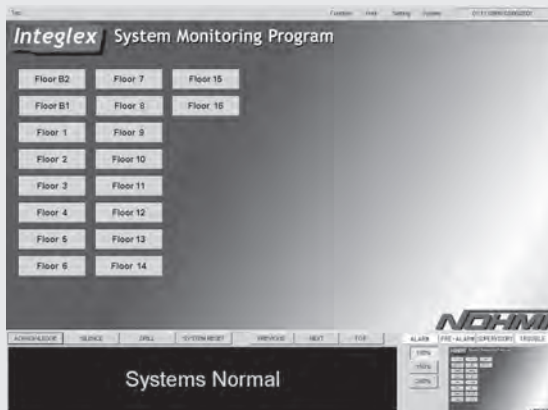 Integlex System Monitoring Program
Floor B2 Floor 7 Floor 15
Floor B1 Floor 8 Floor 16
Floor 1 Floor 9
Floor 2 Floor 10
Floor 3 Floor 11
Floor 4 Floor 12
Floor 5 Floor 13
Floor 6 Floor 14
NOHMI
ACKNOWLEDGE SILENCE DRILL SYSTEM RESET PREVIOUS NEXT TOP ALARM PRE-ALARM SUPERVISORY TROUBLE
Systems Normal